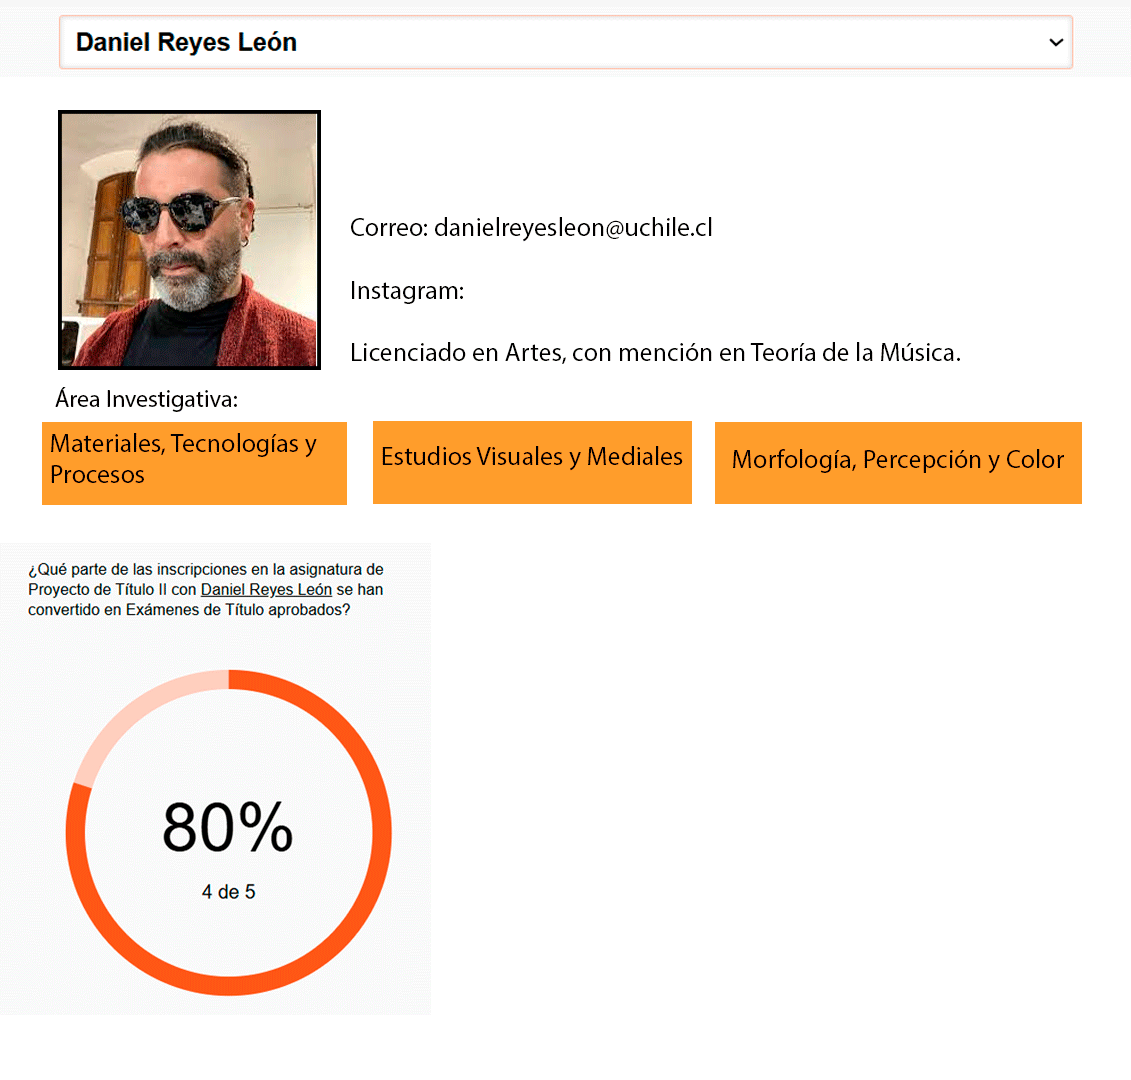 Daniel Reyes León
Correo: danielreyesleon@uchile.cl
Instagram:
Licenciado en Artes, con mención en Teoría de la Música.
Área Investigativa:
Materiales, Tecnologías y
Procesos
Estudios Visuales y Mediales
Morfología, Percepción y Color
¿Qué parte de las inscripciones en la asignatura de
Proyecto de Título II con Daniel Reyes León se han
convertido en Exámenes de Título aprobados?
80%
4 de 5